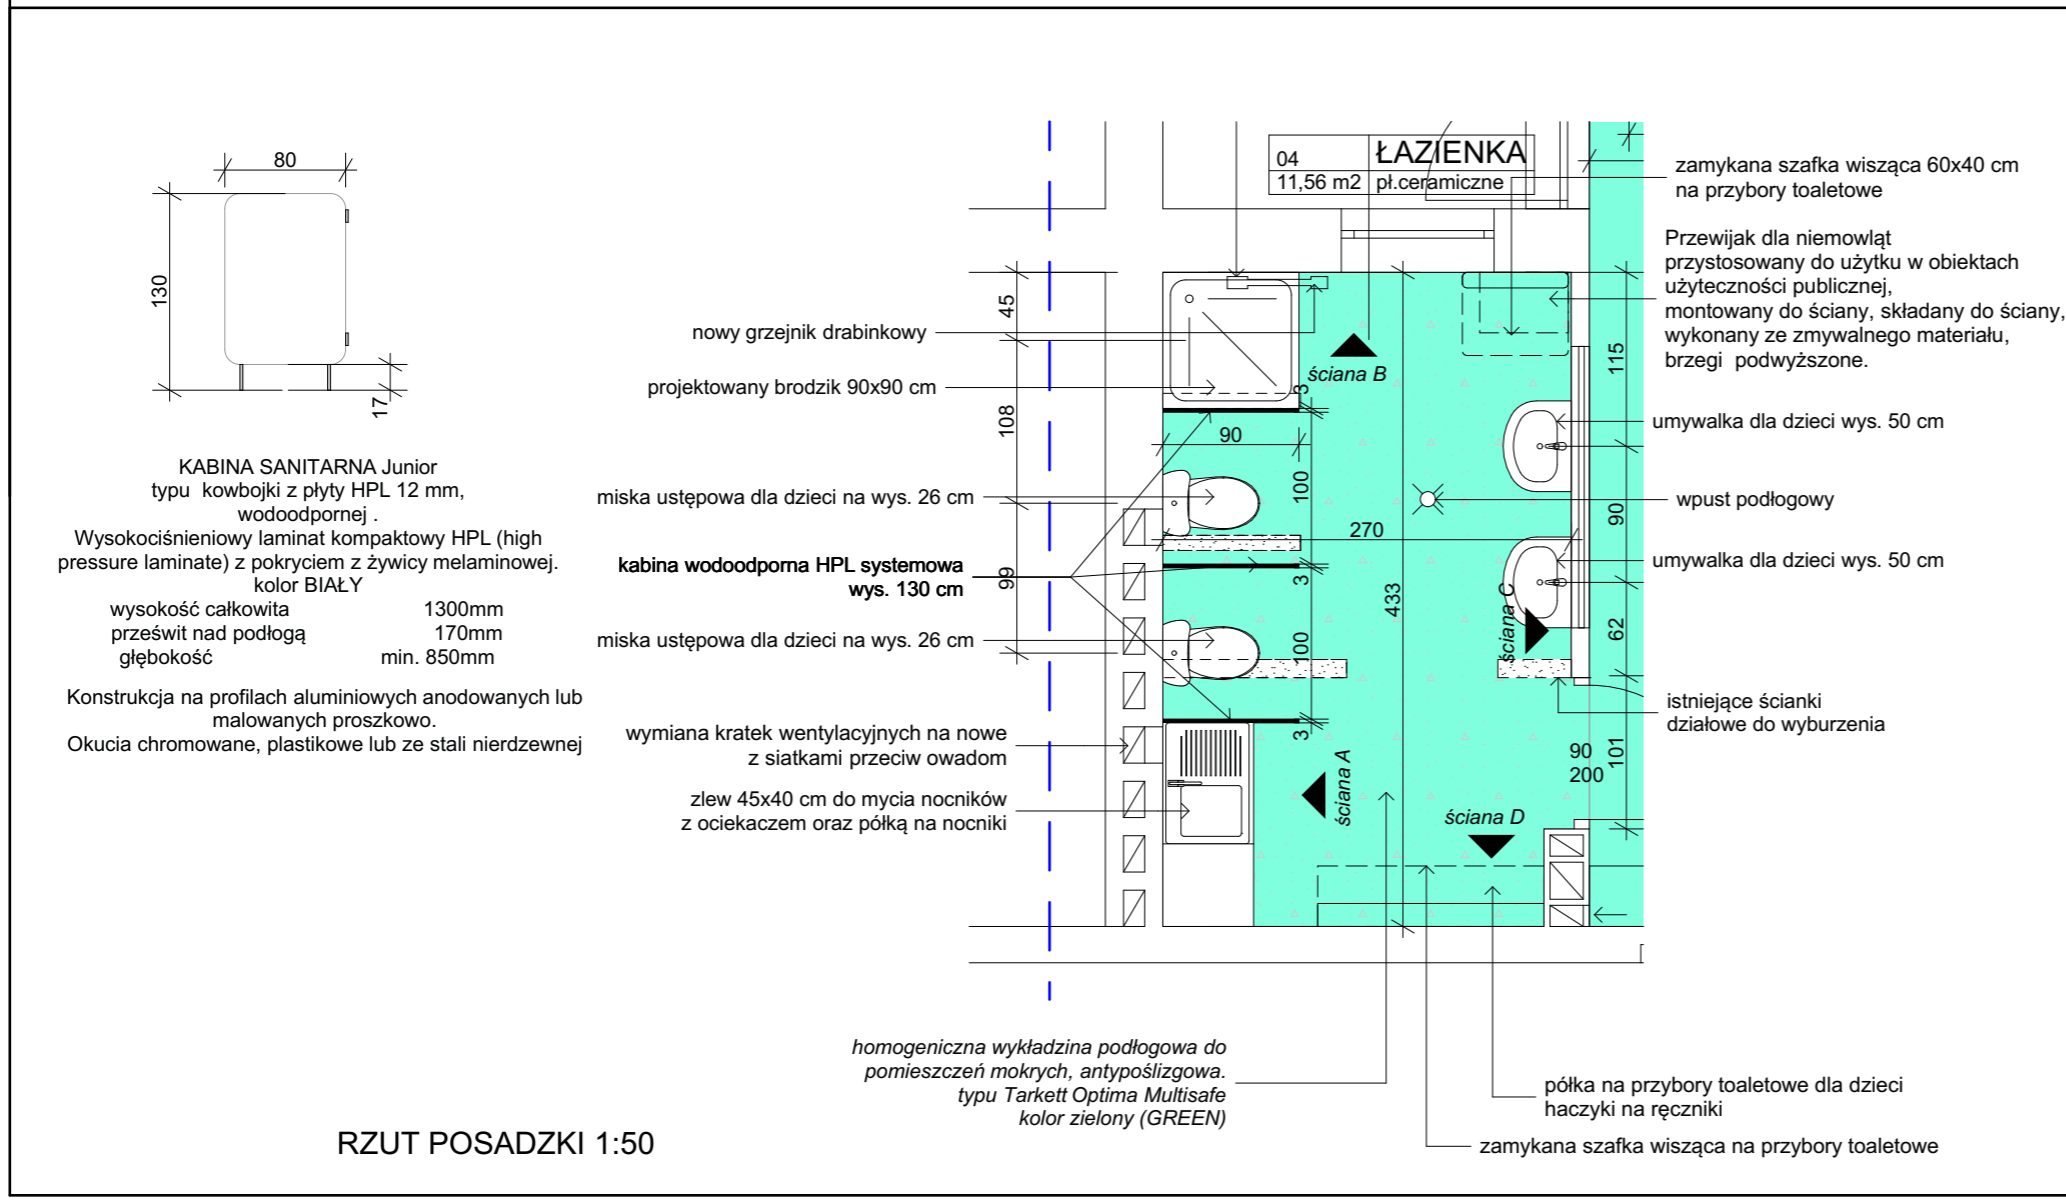 80
130
17
KABINA SANITARNA Junior
typu kowbojki z płyty HPL 12 mm,
wodoodpornej .
Wysokociśnieniowy laminat kompaktowy HPL (high
pressure laminate) z pokryciem z żywicy melaminowej.
kolor BIAŁY
wysokość całkowita 1300mm
prześwit nad podłogą 170mm
głębokość min. 850mm
Konstrukcja na profilach aluminiowych anodowanych lub
malowanych proszkowo.
Okucia chromowane, plastikowe lub ze stali nierdzewnej
nowy grzejnik drabinkowy
projektowany brodzik 90x90 cm
miska ustępowa dla dzieci na wys. 26 cm
kabina wodoodporna HPL systemowa
wys. 130 cm
miska ustępowa dla dzieci na wys. 26 cm
wymiana kratek wentylacyjnych na nowe
z siatkami przeciw owadom
zlew 45x40 cm do mycia nocników
z ociekaczem oraz półką na nocniki
45
108
99
04 ŁAZIENKA
11,56 m2 pł.ceramiczne
ściana B
3
90
100
270
3
433
100
3
ściana A
ściana C
ściana D
115
90
62
101
90
200
zamykana szafka wisząca 60x40 cm
na przybory toaletowe
Przewijak dla niemowląt
przystosowany do użytku w obiektach
użyteczności publicznej,
montowany do ściany, składany do ściany,
wykonany ze zmywalnego materiału,
brzegi podwyższone.
umywalka dla dzieci wys. 50 cm
wpust podłogowy
umywalka dla dzieci wys. 50 cm
istniejące ścianki
działowe do wyburzenia
homogeniczna wykładzina podłogowa do
pomieszczeń mokrych, antypoślizgowa.
typu Tarkett Optima Multisafe
kolor zielony (GREEN)
półka na przybory toaletowe dla dzieci
haczyki na ręczniki
zamykana szafka wisząca na przybory toaletowe
RZUT POSADZKI 1:50